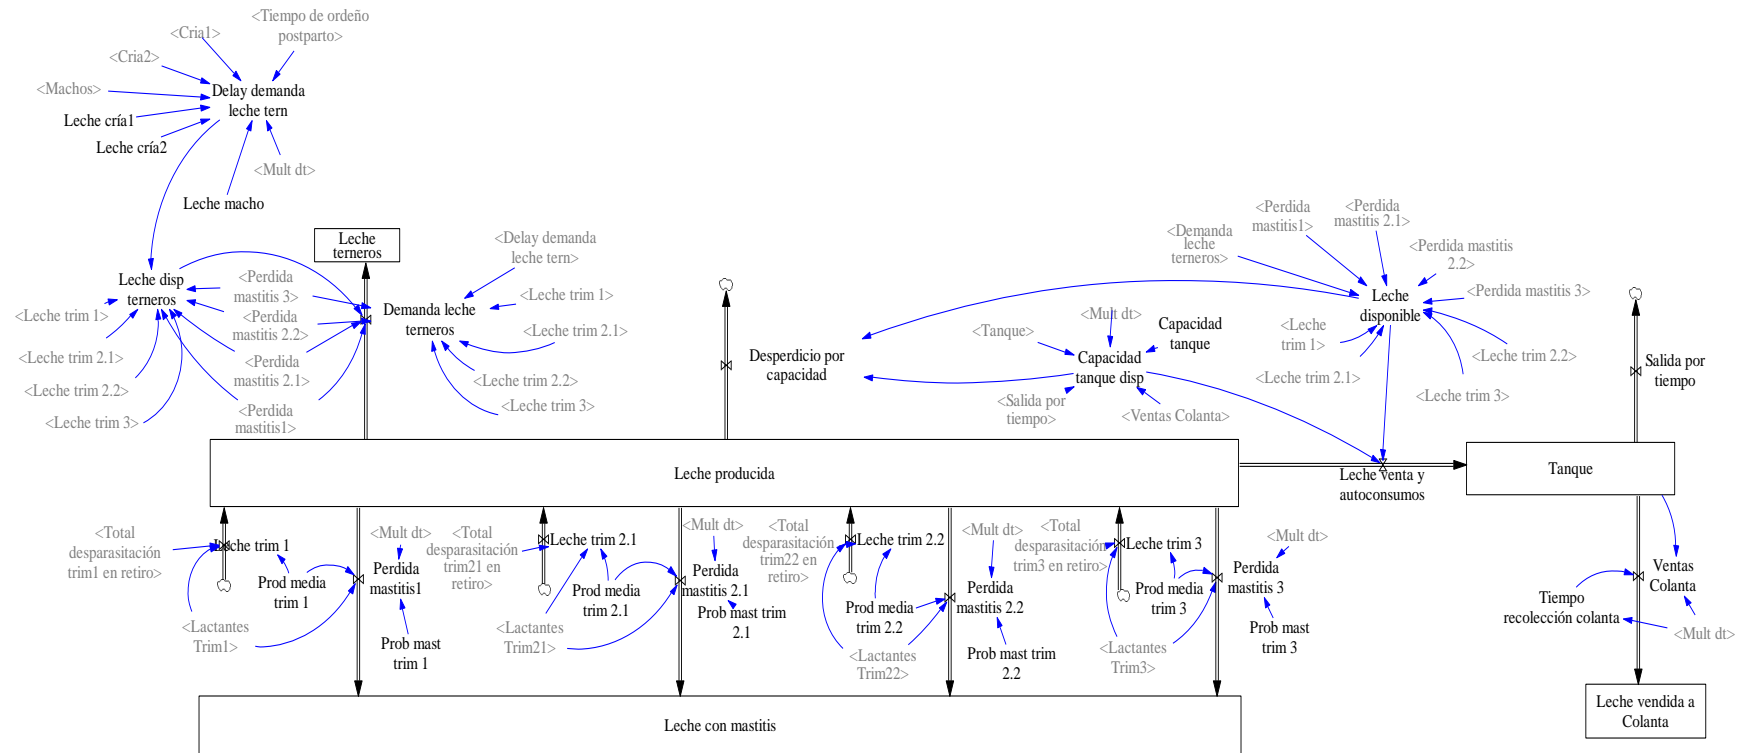 <Tiempo de ordeño
postparto>
<Cria1>
<Cria2>
<Machos>
Delay demanda
leche tern
Leche cría1
Leche cría2
<Mult dt>
Leche macho
Leche
terneros
<Delay demanda
leche tern>
Leche disp
terneros
<Perdida
mastitis 3>
<Perdida
mastitis 2.2>
<Perdida
mastitis 2.1>
<Perdida
mastitis1>
<Leche trim 1>
<Leche trim 2.1>
<Leche trim 2.2>
<Leche trim 3>
Demanda leche
terneros
<Leche trim 1>
<Leche trim 2.1>
<Leche trim 2.2>
<Leche trim 3>
Desperdicio por
capacidad
<Tanque>
<Mult dt>
Capacidad
tanque
Capacidad
tanque disp
<Salida por
tiempo>
<Ventas Colanta>
<Demanda
leche
terneros>
<Perdida
mastitis1>
<Perdida
mastitis 2.1>
<Perdida mastitis
2.2>
<Perdida mastitis 3>
Leche
disponible
<Leche
trim 1>
<Leche trim 2.1>
<Leche trim 2.2>
<Leche trim 3>
Salida por
tiempo
Leche producida
Leche venta y
autoconsumos
Tanque
<Total
desparasitación
trim1 en retiro>
Leche trim 1
Prod media
trim 1
<Lactantes
Trim1>
<Mult dt>
Perdida
mastitis1
Prob mast
trim 1
<Total
desparasitación
trim21 en
retiro>
Leche trim 2.1
Prod media
trim 2.1
<Lactantes
Trim21>
<Mult dt>
Perdida
mastitis 2.1
Prob mast trim
2.1
<Total
desparasitación
trim22 en
retiro>
Leche trim 2.2
Prod media
trim 2.2
<Lactantes
Trim22>
<Mult dt>
Perdida
mastitis 2.2
Prob mast trim
2.2
<Total
desparasitación
trim3 en retiro>
Leche trim 3
Prod media
trim 3
<Lactantes
Trim3>
<Mult dt>
Perdida
mastitis 3
Prob mast
trim 3
Ventas
Colanta
Tiempo
recolección colanta
<Mult dt>
Leche con mastitis
Leche vendida a
Colanta